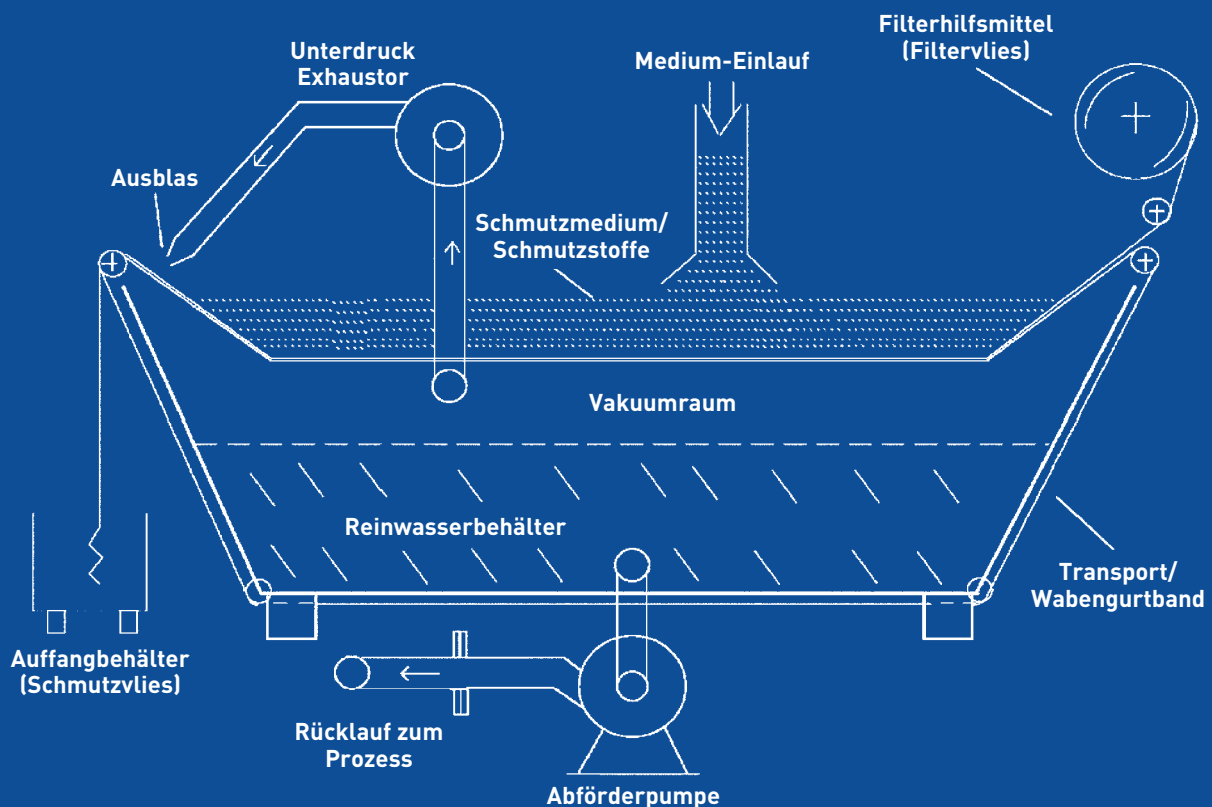 Filterhilfsmittel
(Filtervlies)
Unterdruck
Exhaustor
Medium-Einlauf
Ausblas
Schmutzmedium/
Schmutzstoffe
Vakuumraum
Reinwasserbehälter
Transport/
Wabengurtband
Auffangbehälter
(Schmutzvlies)
Rücklauf zum
Prozess
Abförderpumpe